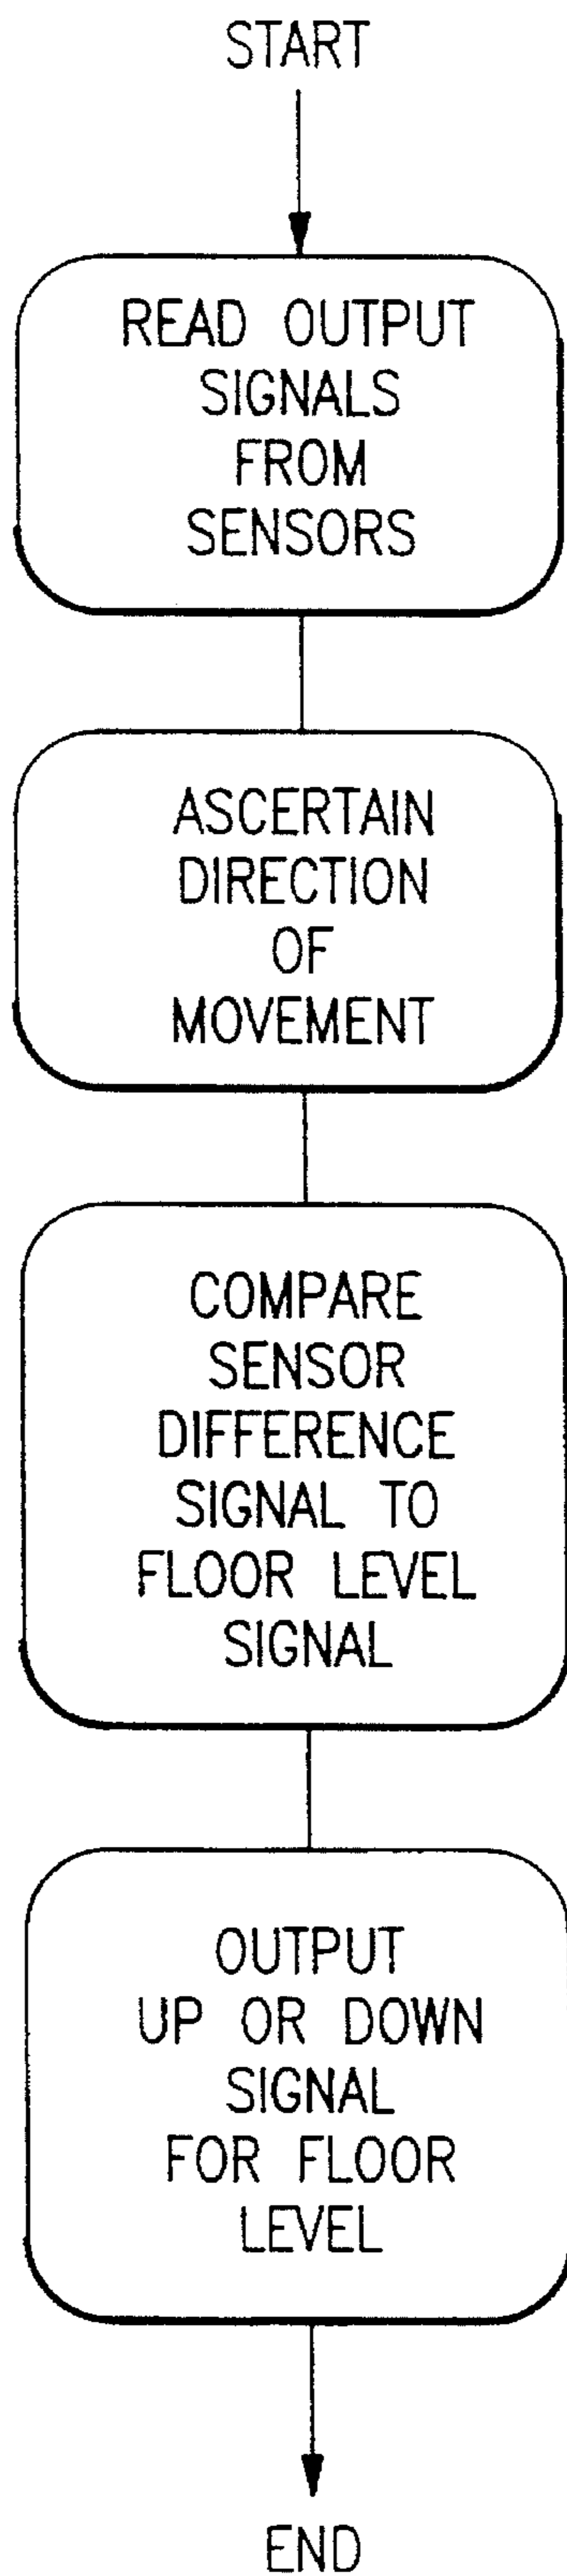 START
READ OUTPUT
SIGNALS
FROM
SENSORS
ASCERTAIN
DIRECTION
OF
MOVEMENT
COMPARE
SENSOR
DIFFERENCE
SIGNAL TO
FLOOR LEVEL
SIGNAL
OUTPUT
UP OR DOWN
SIGNAL
FOR FLOOR
LEVEL
END